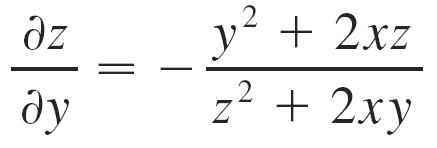 ∂z/∂y = − (y² + 2xz)/(z² + 2xy)